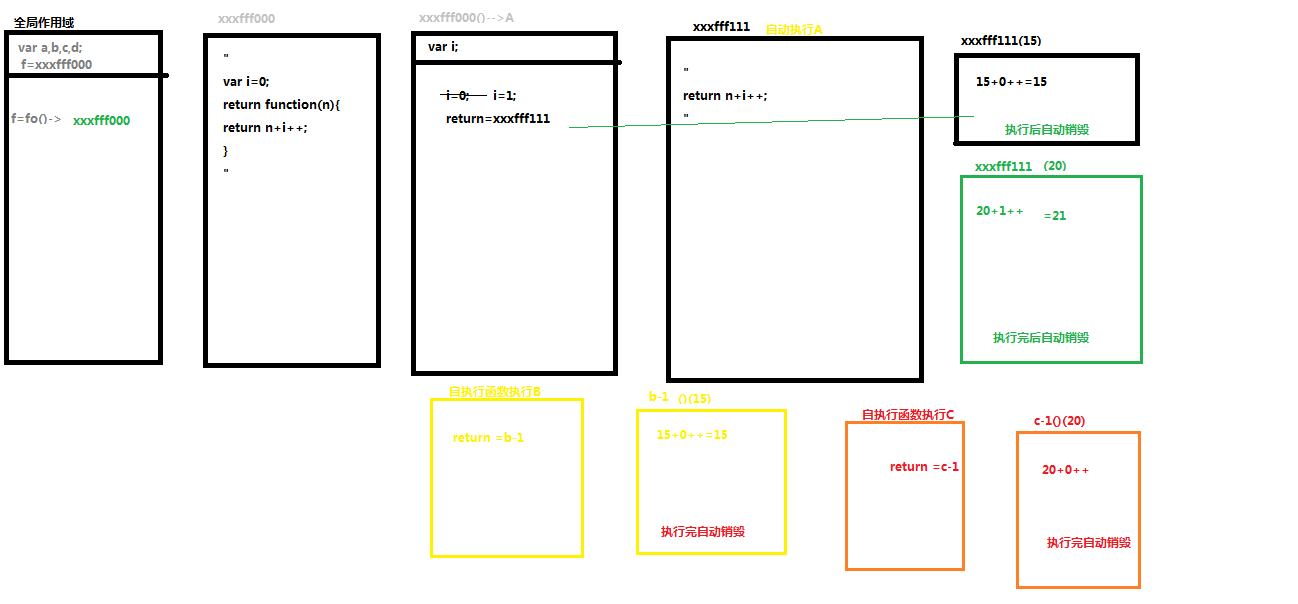 全局作用域
var a,b,c,d;
f=xxxfff000
f=fo()-> xxxfff000
xxxfff000
"
var i=0;
return function(n){
return n+i++;
}
"
xxxfff000()-->A
var i;
i=0; i=1;
return=xxxfff111
xxxfff111 自动执行A
"
return n+i++;
"
xxxfff111(15)
15+0++=15
执行后自动销毁
xxxfff111 (20)
20+1++ =21
执行完后自动销毁
自执行函数执行B
return =b-1
b-1 ()(15)
15+0++=15
执行完自动销毁
自执行函数执行C
return =c-1
c-1()(20)
20+0++
执行完自动销毁